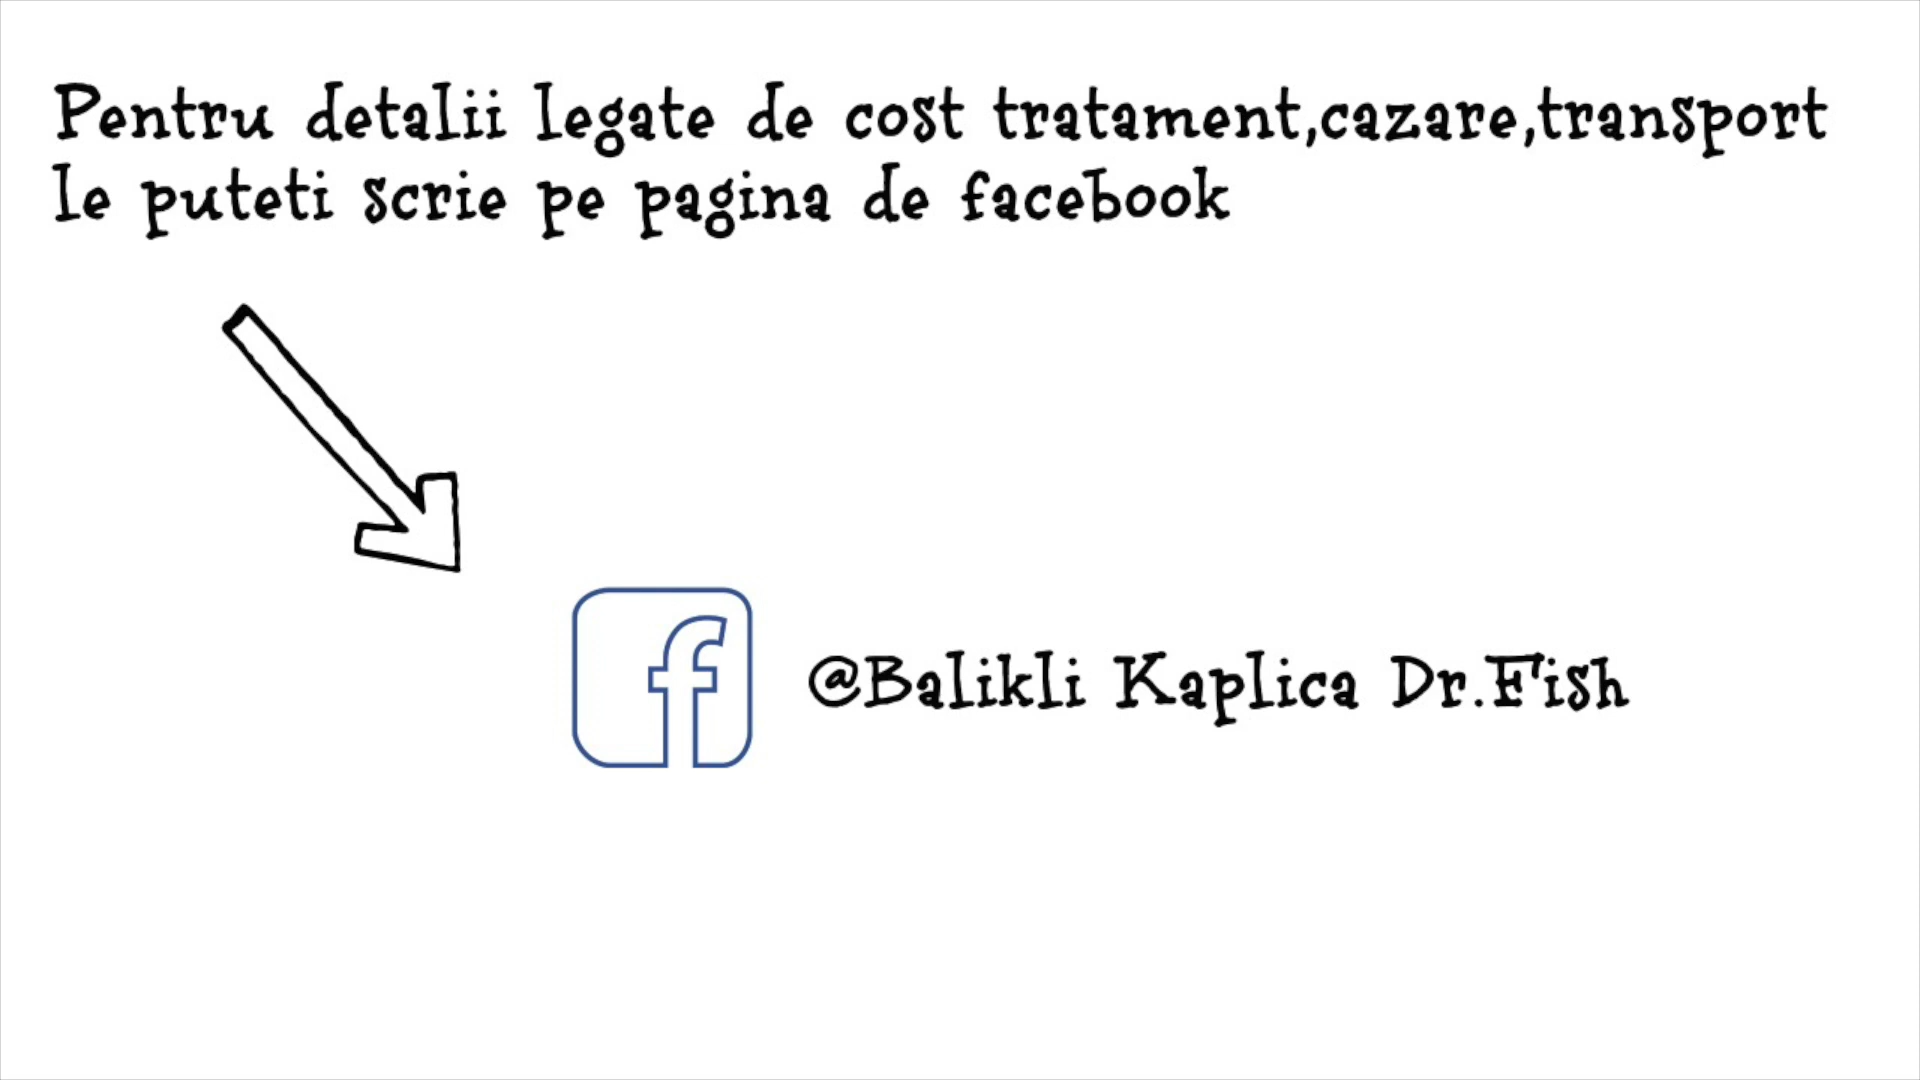 Pentru detalii legate de cost tratament,cazare,transport
le puteti scrie pe pagina de facebook
@Balikli Kaplica Dr.Fish